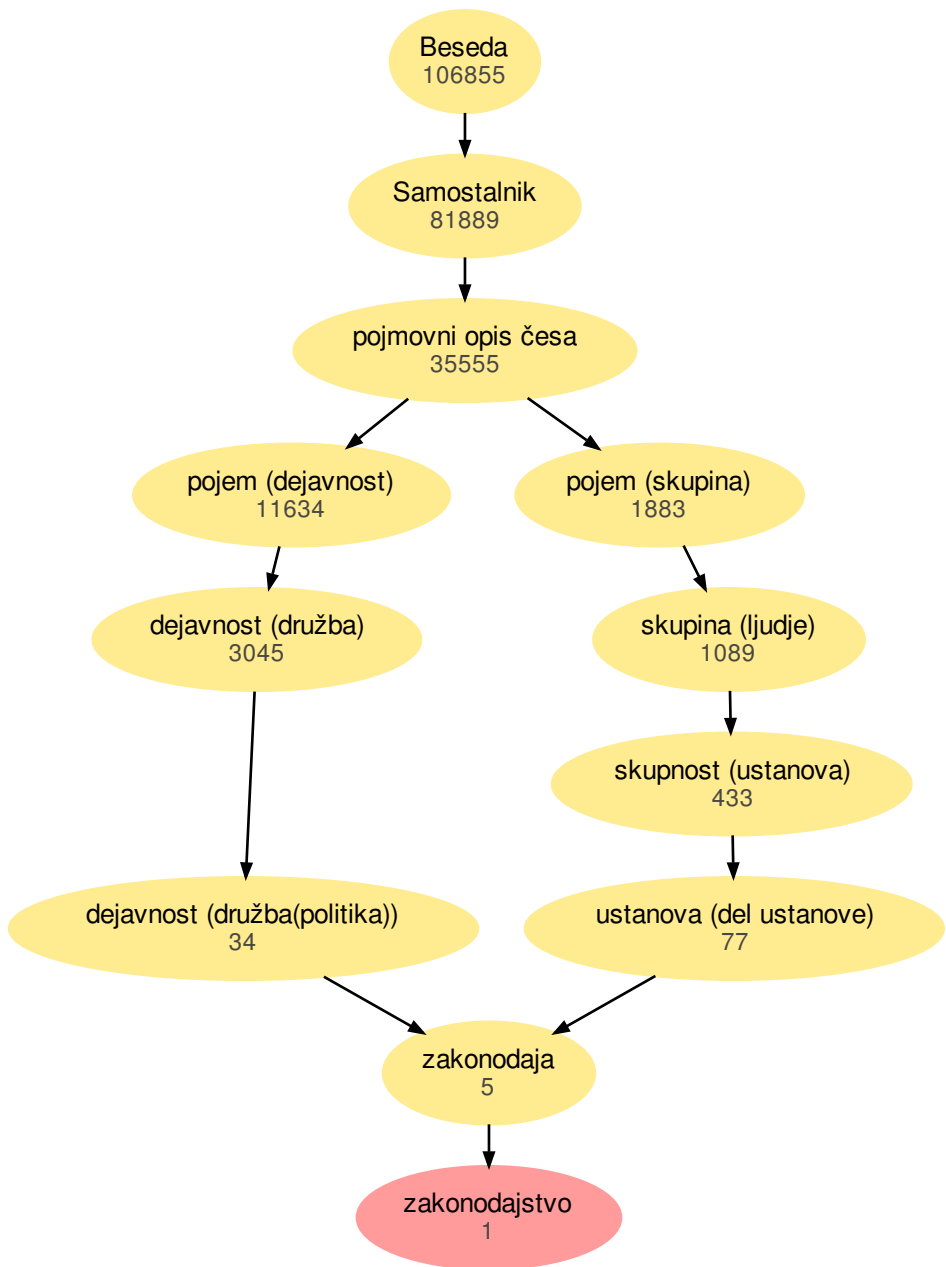 Beseda
106855
Samostalnik
81889
pojmovni opis česa
35555
pojem (dejavnost)
11634
pojem (skupina)
1883
dejavnost (družba)
3045
skupina (ljudje)
1089
skupnost (ustanova)
433
dejavnost (družba(politika))
34
ustanova (del ustanove)
77
zakonodaja
5
zakonodajstvo
1